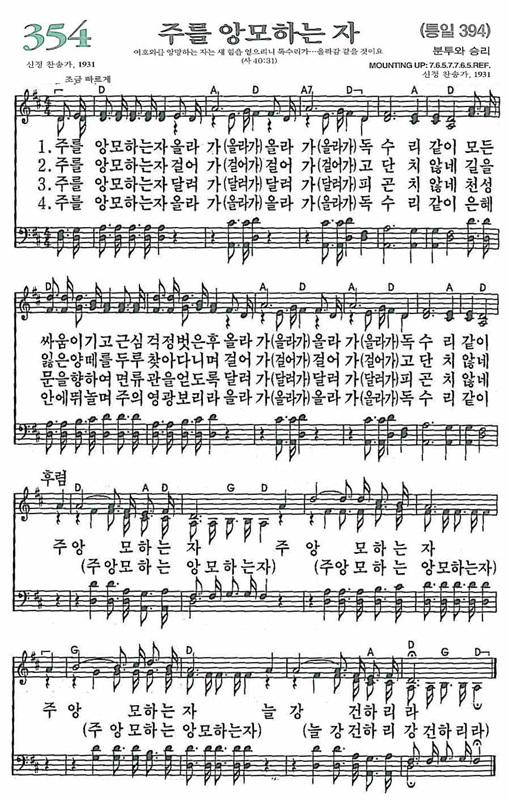 354
주를 앙모하는 자
(통일 394)
여호와를 앙망하는 자는 새 힘을 얻으리니 독수리가…올라감 같을 것이요
(사 40:31)
분투와 승리
신정 찬송가, 1931
MOUNTING UP: 7.6.5.7.7.6.5.REF.
신정 찬송가, 1931
조금 빠르게
D A D A7 D
1. 주를 앙모하는자올라 가(올라가)올라 가(올라가)독 수 리 같이 모든
2. 주를 앙모하는자걸어 가(걸어가)걸어 가(걸어가)고 단 치 않네 길을
3. 주를 앙모하는자달려 가(달려가)달려 가(달려가)피 곤 치 않네 천성
4. 주를 앙모하는자올라 가(올라가)올라 가(올라가)독 수 리 같이 은혜
D A D A D
싸움이기고근심 걱정벗은후 올라 가(올라가)올라 가(올라가)독 수 리 같이
잃은양떼를두루 찾아다니며 걸어 가(걸어가)걸어 가(걸어가)고 단 치 않네
문을향하여 면류 관을얻도록 달려 가(달려가)달려 가(달려가)피 곤 치 않네
안에뛰놀며 주의 영광보리라 올라 가(올라가)올라 가(올라가)독 수 리 같이
후렴
D A D G D
주 앙 모 하 는 자 주 앙 모 하 는 자
(주 앙 모 하 는 앙모하는자) (주앙 모 하 는 앙모하는자)
A G D A D
주 앙 모하는 자 늘 강 건하 리 라
(주 앙 모하는 앙모하는자) (늘 강 건하리 강 건하리라)